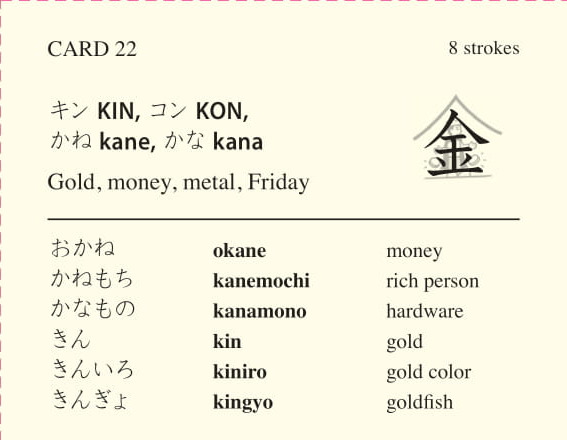 CARD 22 8 strokes
キン KIN, コン KON,
かね kane, かな kana
金
Gold, money, metal, Friday
おかね okane money
かねもち kanemochi rich person
かなもの kanamono hardware
きん kin gold
きんいろ kiniro gold color
きんぎょ kingyo goldfish